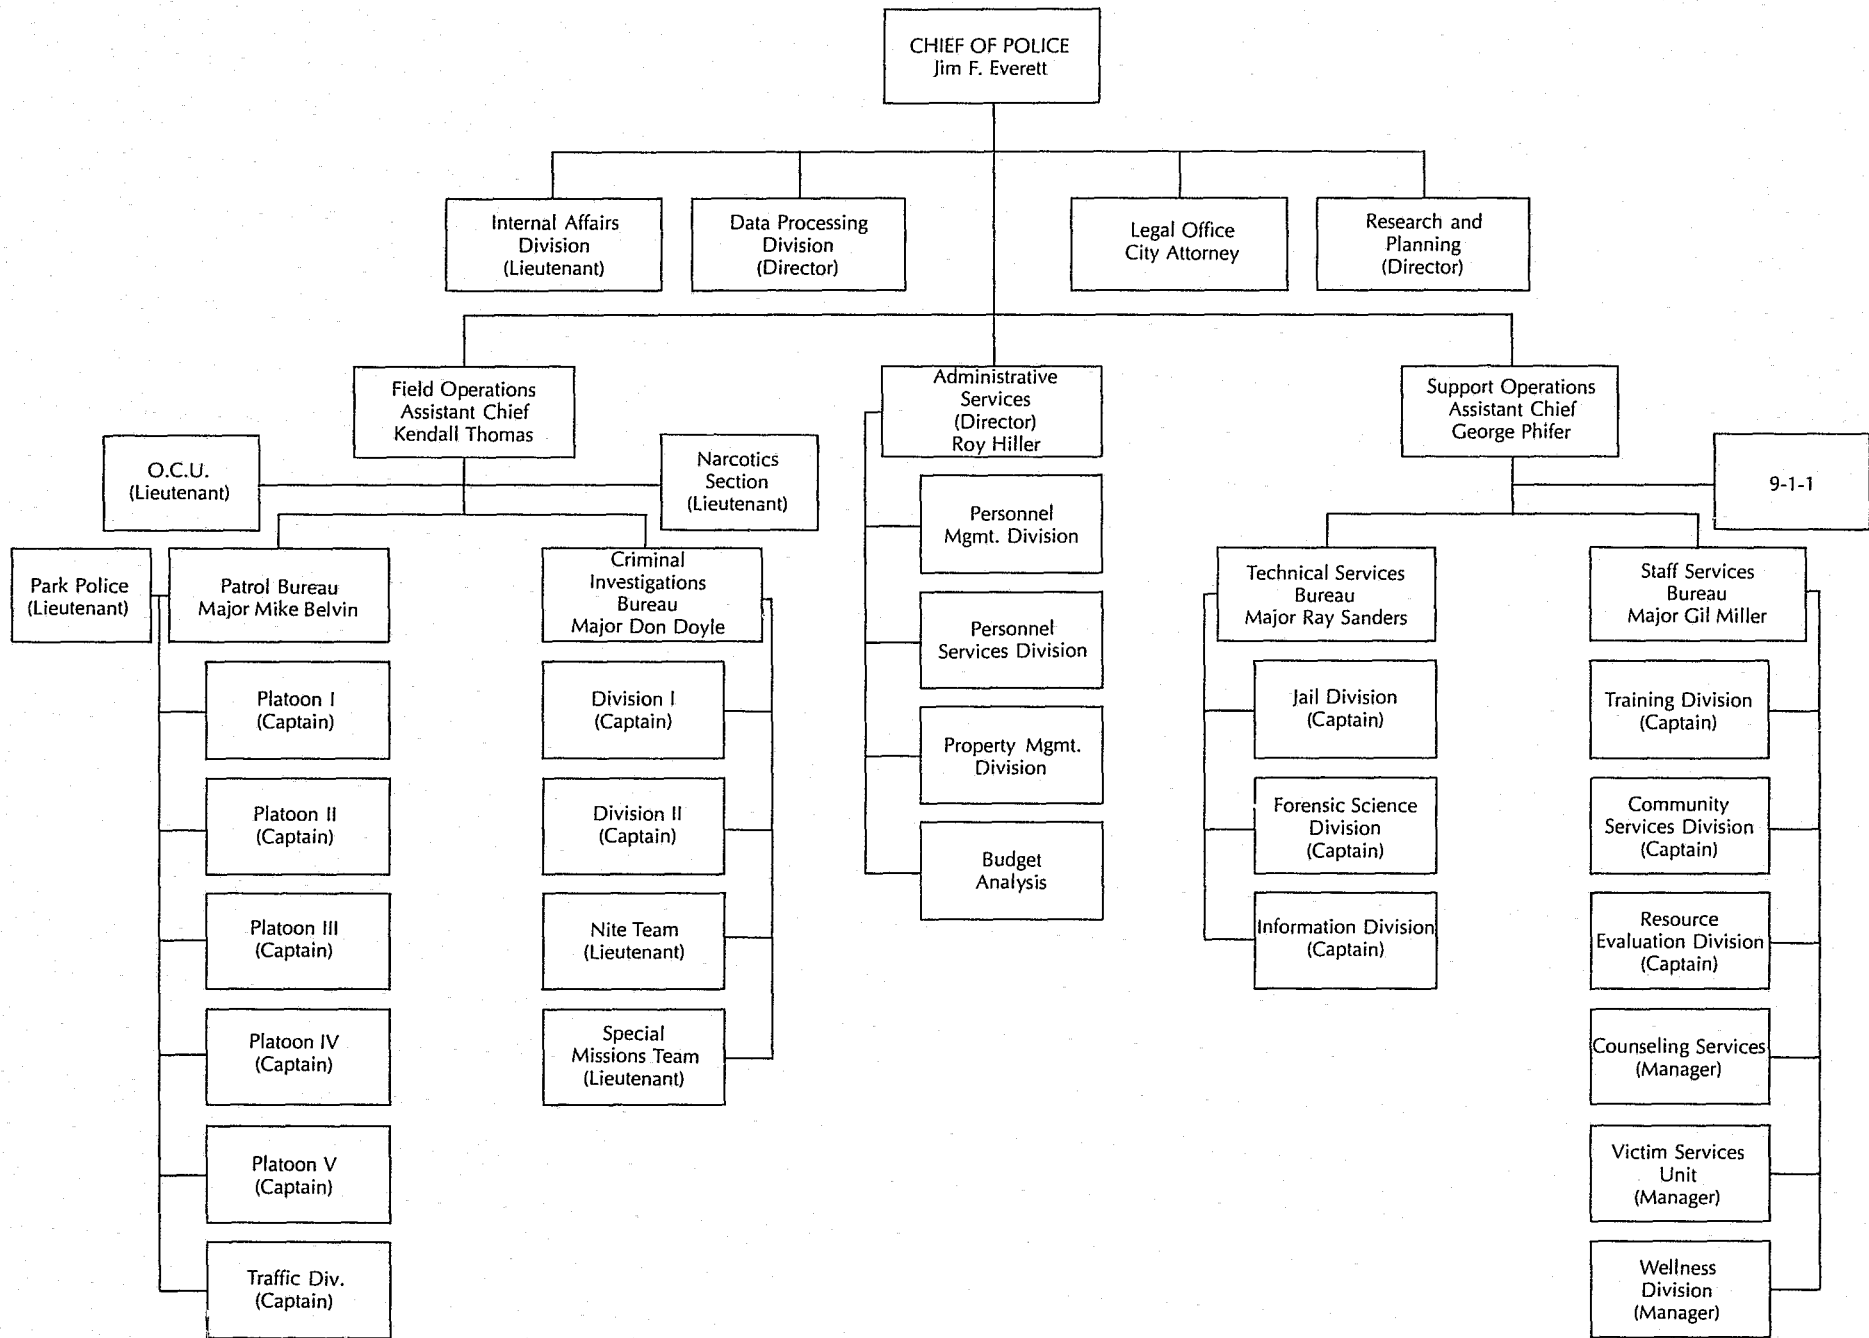 CHIEF OF POLICE
Jim F. Everett
Internal Affairs
Division
(Lieutenant)
Data Processing
Division
(Director)
Legal Office
City Attorney
Research and
Planning
(Director)
Field Operations
Assistant Chief
Kendall Thomas
Administrative
Services
(Director)
Roy Hiller
Support Operations
Assistant Chief
George Phifer
O.C.U.
(Lieutenant)
Narcotics
Section
(Lieutenant)
9-1-1
Park Police
(Lieutenant)
Patrol Bureau
Major Mike Belvin
Platoon I
(Captain)
Platoon II
(Captain)
Platoon III
(Captain)
Platoon IV
(Captain)
Platoon V
(Captain)
Traffic Div.
(Captain)
Criminal
Investigations
Bureau
Major Don Doyle
Division I
(Captain)
Division II
(Captain)
Nite Team
(Lieutenant)
Special
Missions Team
(Lieutenant)
Personnel
Mgmt. Division
Personnel
Services Division
Property Mgmt.
Division
Budget
Analysis
Technical Services
Bureau
Major Ray Sanders
Jail Division
(Captain)
Forensic Science
Division
(Captain)
Information Division
(Captain)
Staff Services
Bureau
Major Gil Miller
Training Division
(Captain)
Community
Services Division
(Captain)
Resource
Evaluation Division
(Captain)
Counseling Services
(Manager)
Victim Services
Unit
(Manager)
Wellness
Division
(Manager)